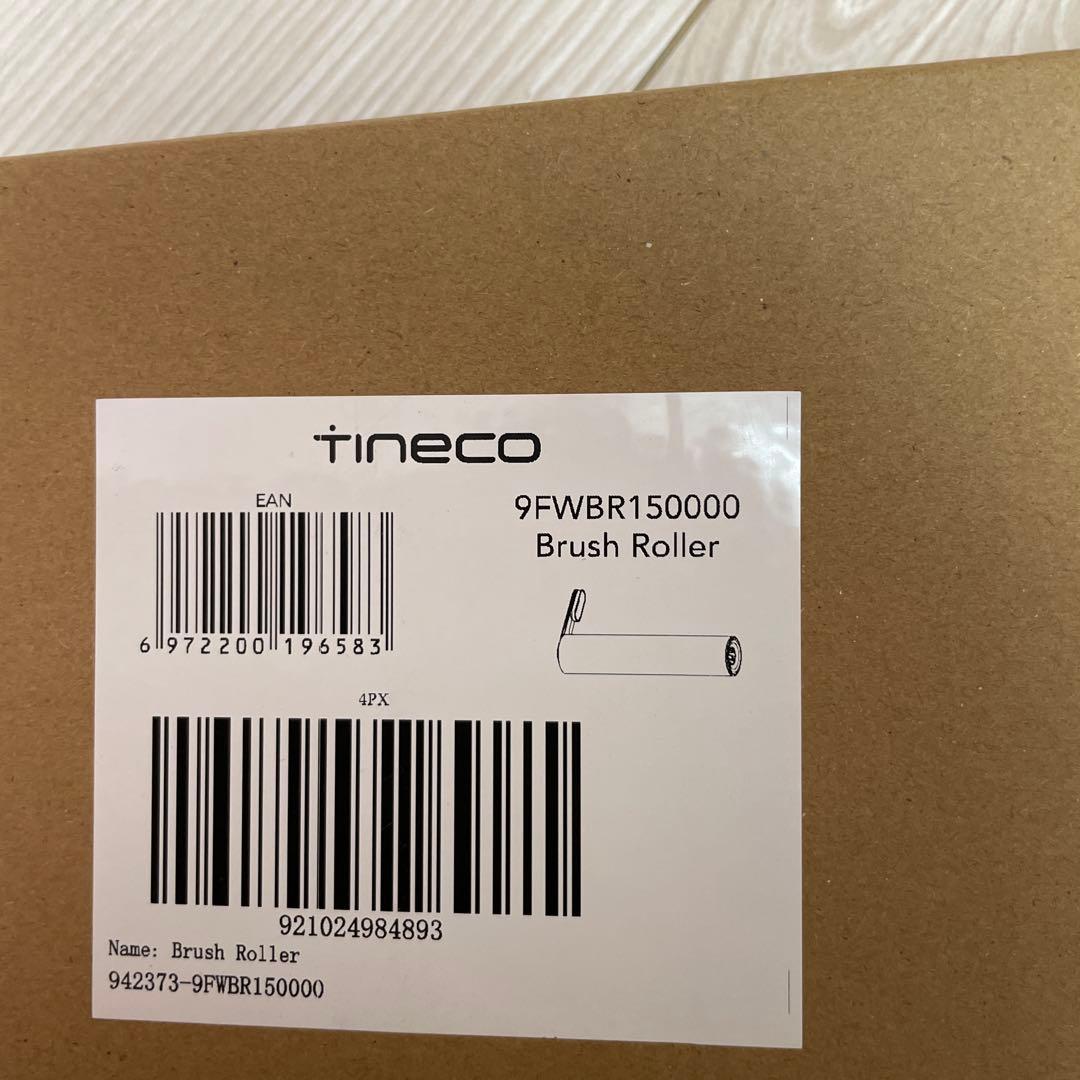 Tineco
EAN
9FWBR150000
Brush Roller
6 972200 196583
4PX
921024984893
Name: Brush Roller
942373-9FWBR150000